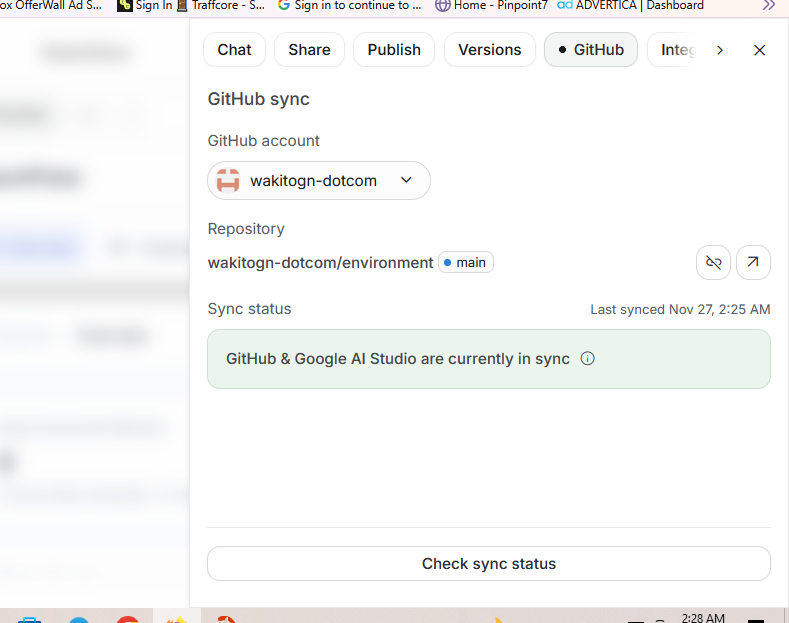 ox OfferWall Ad S... Sign In Traffcore - S... Sign in to continue to ... Home - Pinpoint7 ad ADVERTICA | Dashboard
Chat Share Publish Versions GitHub Integ
GitHub sync
GitHub account
wakitogn-dotcom
Repository
wakitogn-dotcom/environment main
Sync status Last synced Nov 27, 2:25 AM
GitHub & Google AI Studio are currently in sync
Check sync status
2:28 AM